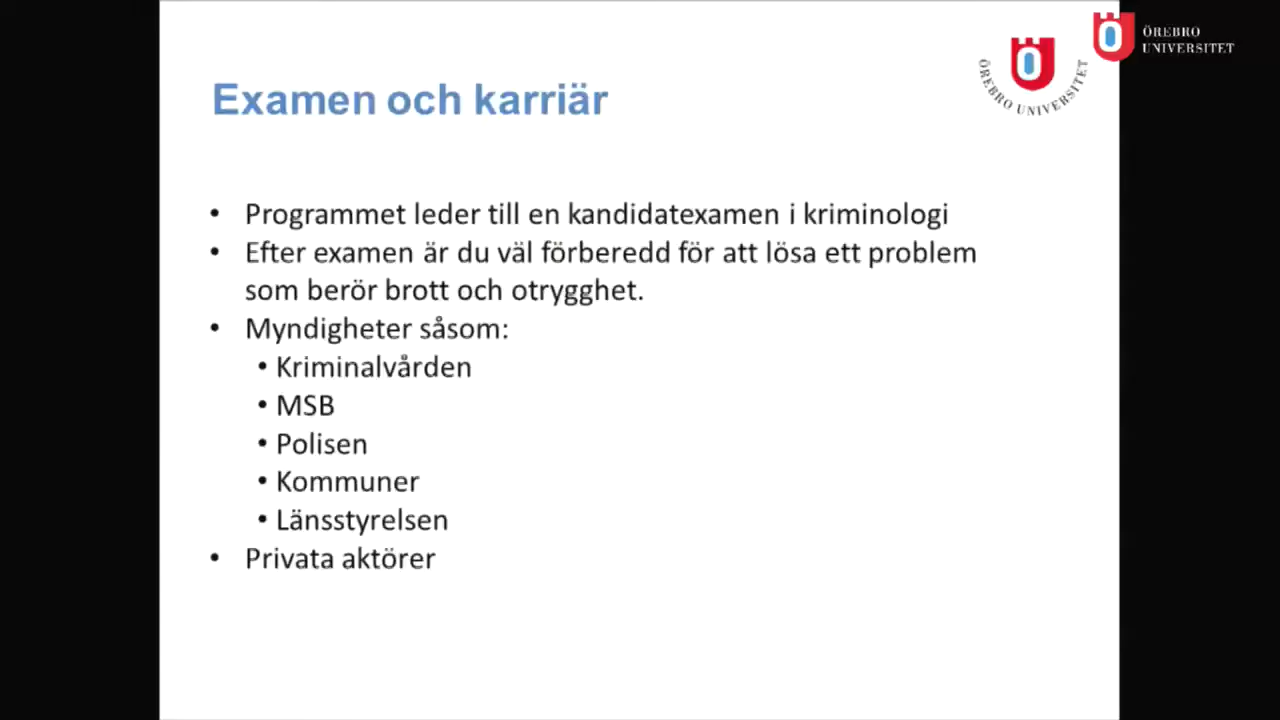 ÖREBRO
UNIVERSITET
Ö
ÖREBRO UNIVERSITET
Examen och karriär
• Programmet leder till en kandidatexamen i kriminologi
• Efter examen är du väl förberedd för att lösa ett problem
som berör brott och otrygghet.
• Myndigheter såsom:
• Kriminalvården
• MSB
• Polisen
• Kommuner
• Länsstyrelsen
• Privata aktörer